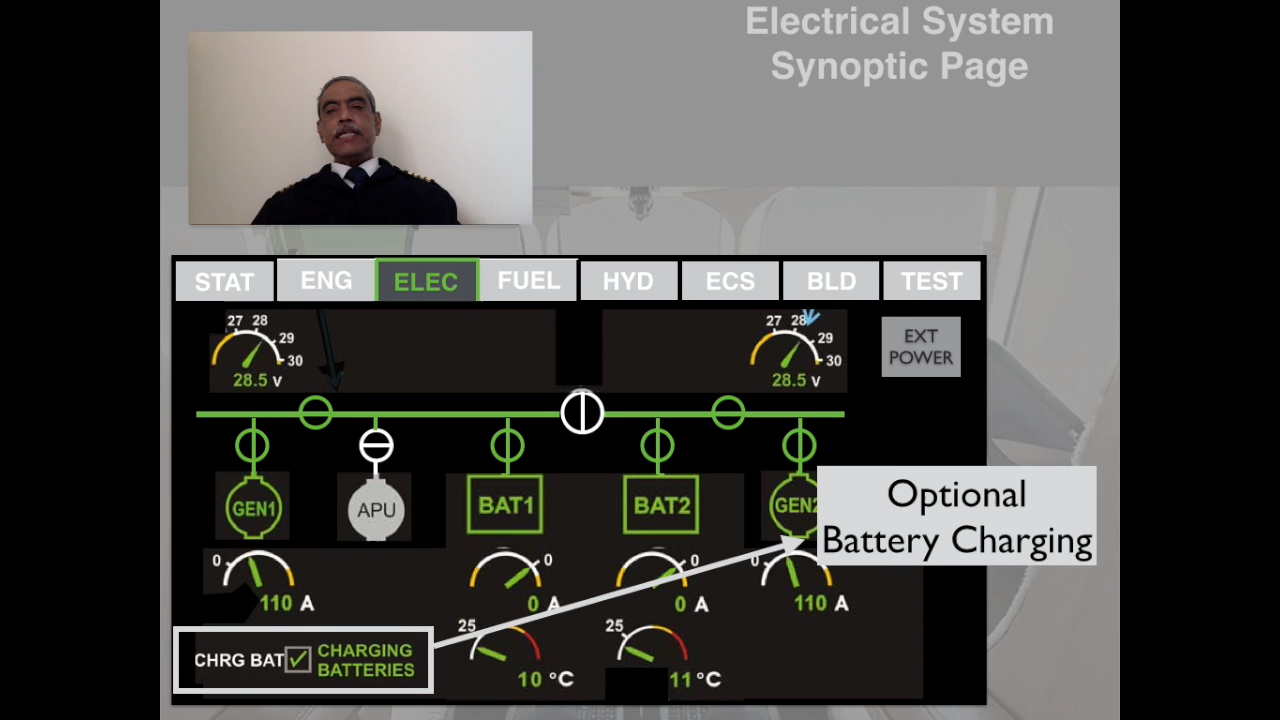 Electrical System
Synoptic Page
STAT ENG ELEC FUEL HYD ECS BLD TEST
27 28 29 30
28.5 V
27 28 29 30
28.5 V
EXT
POWER
GEN1 APU BAT1 BAT2 GEN2
Optional
Battery Charging
0 0 0 0
110 A 0 A 0 A 110 A
25 25
10 °C 11 °C
CHRG BAT CHARGING
BATTERIES